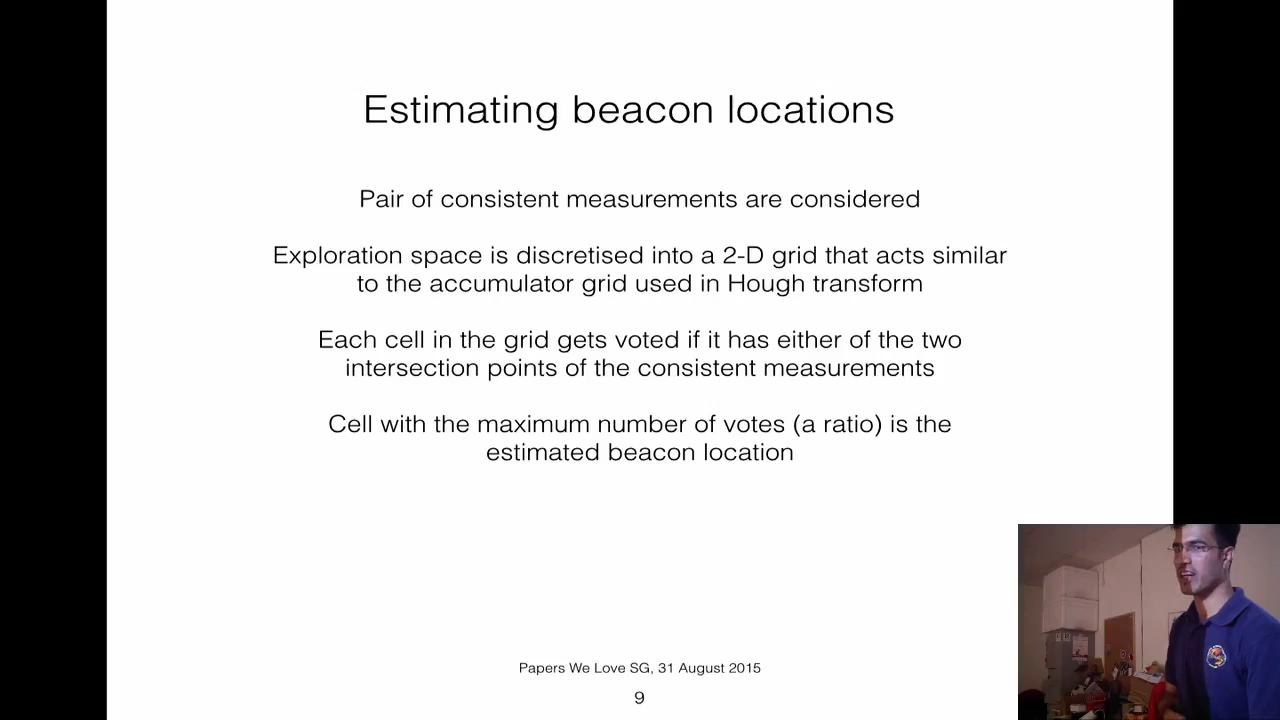 Estimating beacon locations
Pair of consistent measurements are considered
Exploration space is discretised into a 2-D grid that acts similar
to the accumulator grid used in Hough transform
Each cell in the grid gets voted if it has either of the two
intersection points of the consistent measurements
Cell with the maximum number of votes (a ratio) is the
estimated beacon location
Papers We Love SG, 31 August 2015
9